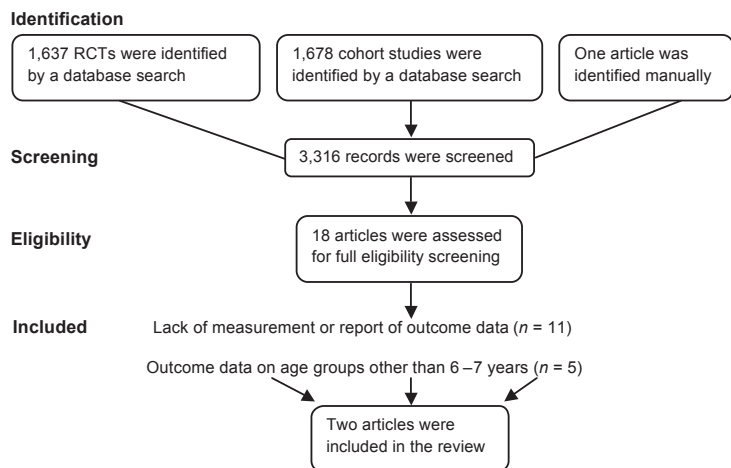 Identification
1,637 RCTs were identified
by a database search
1,678 cohort studies were
identified by a database search
One article was
identified manually
Screening
3,316 records were screened
Eligibility
18 articles were assessed
for full eligibility screening
Included
Lack of measurement or report of outcome data (n = 11)
Outcome data on age groups other than 6–7 years (n = 5)
Two articles were
included in the review